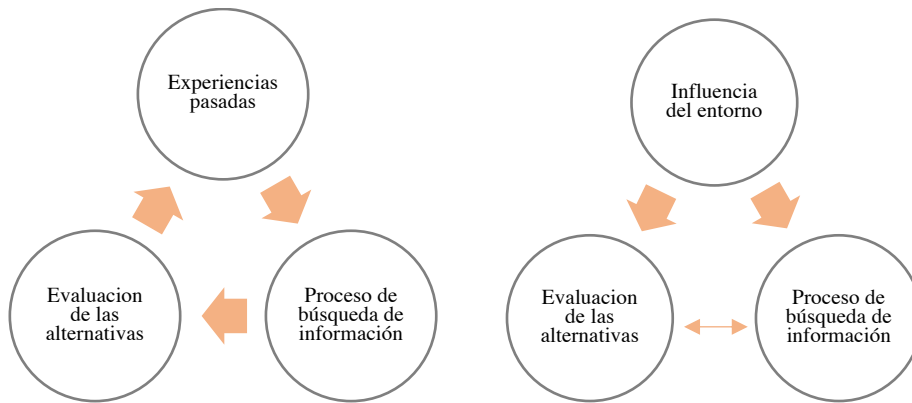 Experiencias
pasadas
Evaluacion
de las
alternativas
Proceso de
búsqueda de
información
Influencia
del entorno
Evaluacion
de las
alternativas
Proceso de
búsqueda de
información